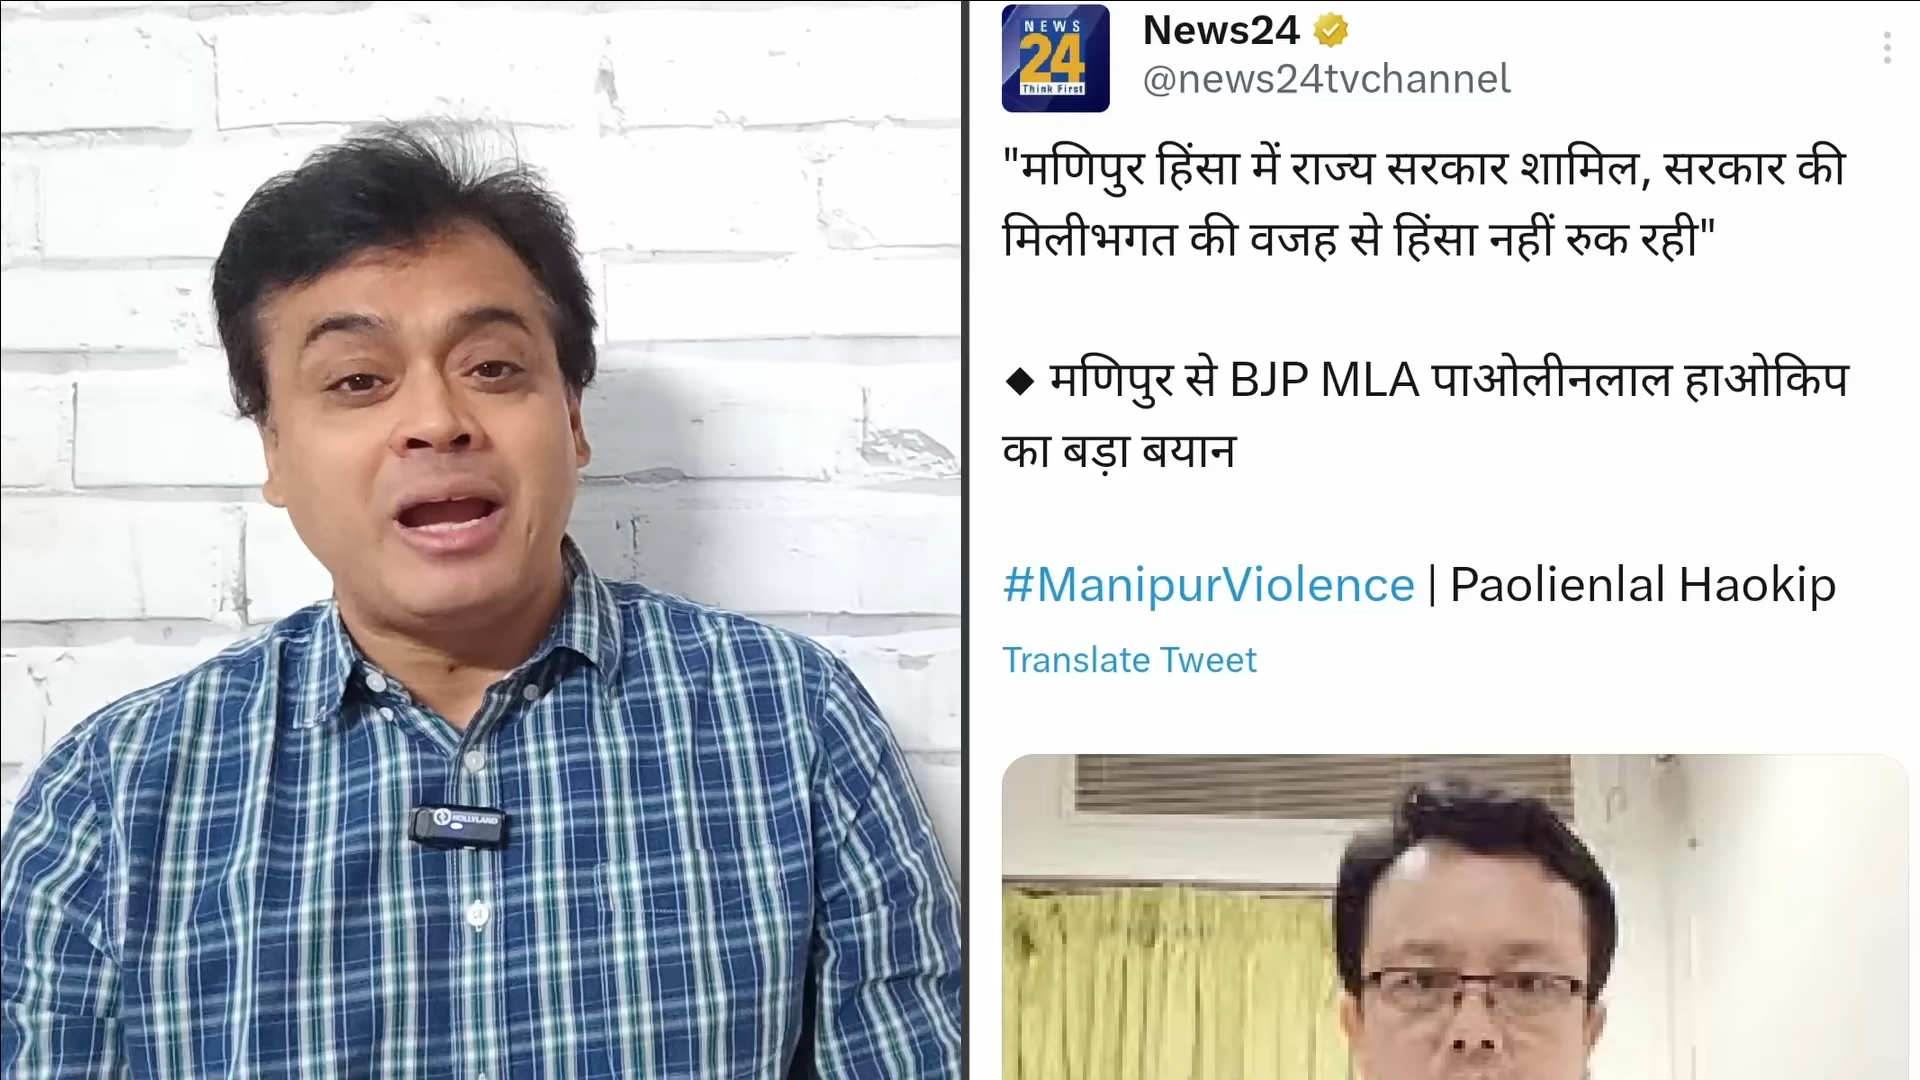 NEWS
24
Think First
News24
@news24tvchannel
"मणिपुर हिंसा में राज्य सरकार शामिल, सरकार की
मिलीभगत की वजह से हिंसा नहीं रुक रही"
◆ मणिपुर से BJP MLA पाओलीनलाल हाओकिप
का बड़ा बयान
#ManipurViolence | Paolienlal Haokip
Translate Tweet
HOLLYLAND